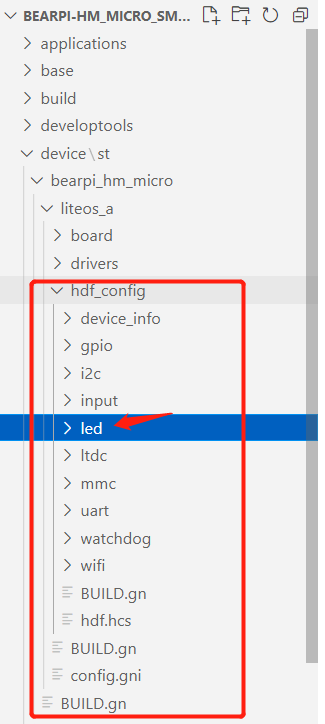 BEARPI-HM_MICRO_SM...
applications
base
build
developtools
device\st
bearpi_hm_micro
liteos_a
board
drivers
hdf_config
device_info
gpio
i2c
input
led
ltdc
mmc
uart
watchdog
wifi
BUILD.gn
hdf.hcs
BUILD.gn
config.gni
BUILD.gn